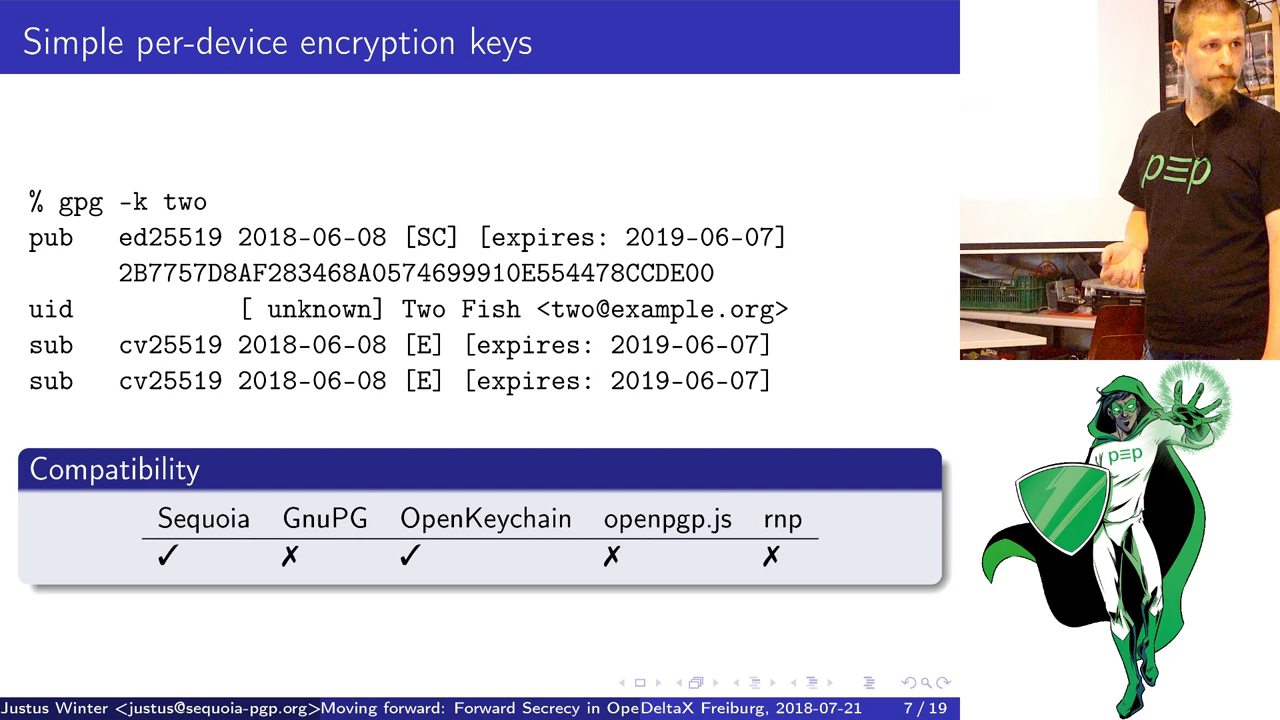 Simple per-device encryption keys
% gpg -k two
pub   ed25519 2018-06-08 [SC] [expires: 2019-06-07]
      2B7757D8AF283468A0574699910E554478CCDE00
uid           [ unknown] Two Fish <two@example.org>
sub   cv25519 2018-06-08 [E] [expires: 2019-06-07]
sub   cv25519 2018-06-08 [E] [expires: 2019-06-07]
Compatibility
Sequoia GnuPG OpenKeychain openpgp.js rnp
✓ ✗ ✓ ✗ ✗
Justus Winter <justus@sequoia-pgp.org>Moving forward: Forward Secrecy in OpeDeltaX Freiburg, 2018-07-21 7 / 19
p≡p
p≡p